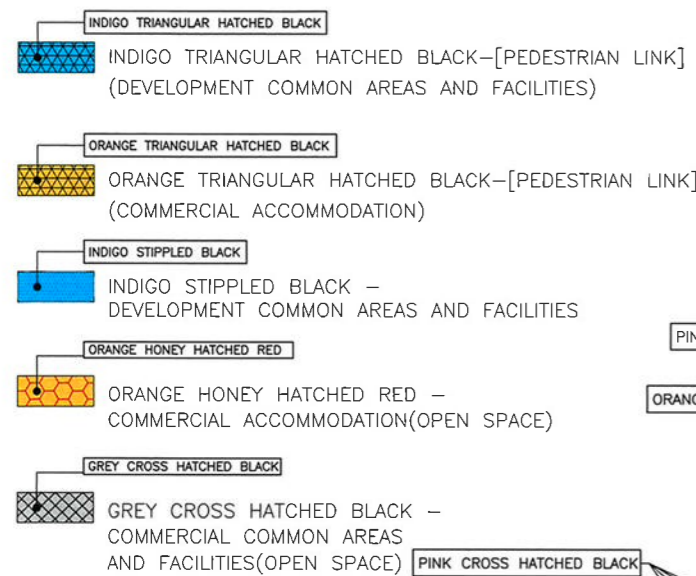 INDIGO TRIANGULAR HATCHED BLACK
INDIGO TRIANGULAR HATCHED BLACK–[PEDESTRIAN LINK]
(DEVELOPMENT COMMON AREAS AND FACILITIES)
ORANGE TRIANGULAR HATCHED BLACK
ORANGE TRIANGULAR HATCHED BLACK–[PEDESTRIAN LINK]
(COMMERCIAL ACCOMMODATION)
INDIGO STIPPLED BLACK
INDIGO STIPPLED BLACK –
DEVELOPMENT COMMON AREAS AND FACILITIES
PIN
ORANGE HONEY HATCHED RED
ORANGE HONEY HATCHED RED –
COMMERCIAL ACCOMMODATION(OPEN SPACE)
ORANG
GREY CROSS HATCHED BLACK
GREY CROSS HATCHED BLACK –
COMMERCIAL COMMON AREAS
AND FACILITIES(OPEN SPACE)
PINK CROSS HATCHED BLACK